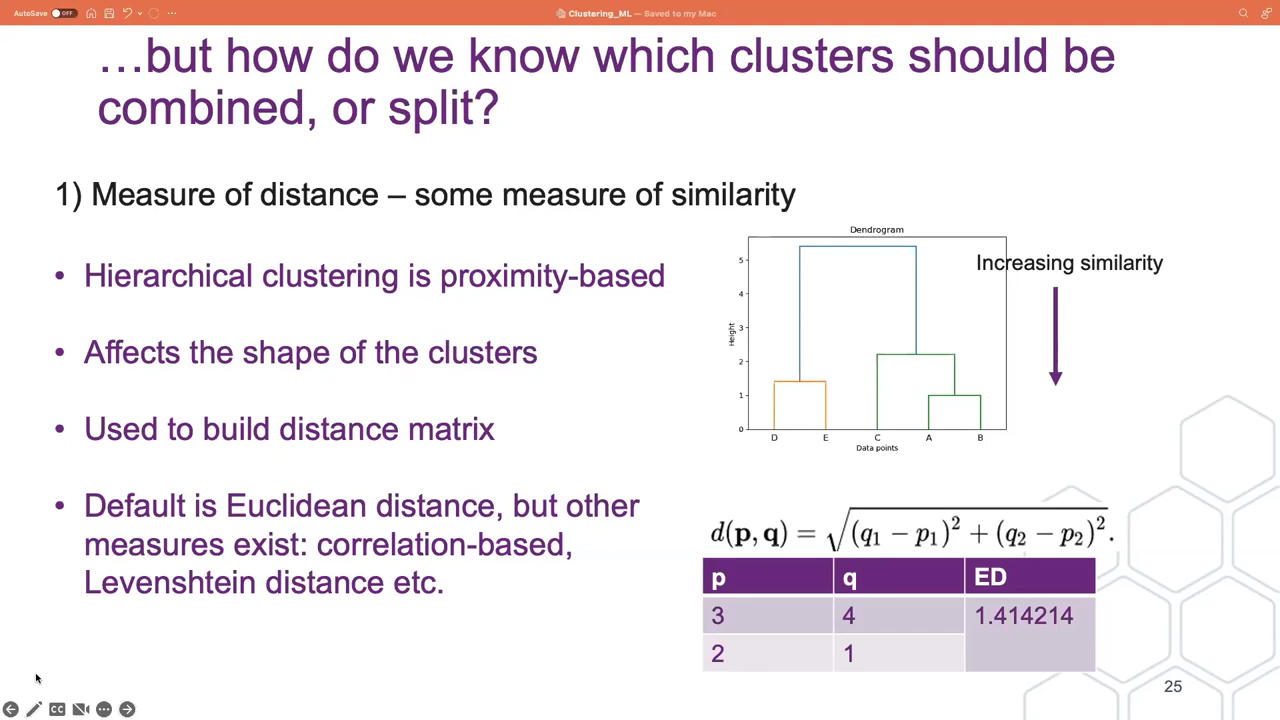 AutoSave OFF
Clustering_ML — Saved to my Mac
…but how do we know which clusters should be
combined, or split?
1) Measure of distance – some measure of similarity
• Hierarchical clustering is proximity-based
• Affects the shape of the clusters
• Used to build distance matrix
• Default is Euclidean distance, but other
measures exist: correlation-based,
Levenshtein distance etc.
Dendrogram
Height
5
4
3
2
1
0
D E C A B
Data points
Increasing similarity
d(p, q) = √(q₁ − p₁)² + (q₂ − p₂)².
p q ED
3 4 1.414214
2 1
25
CC